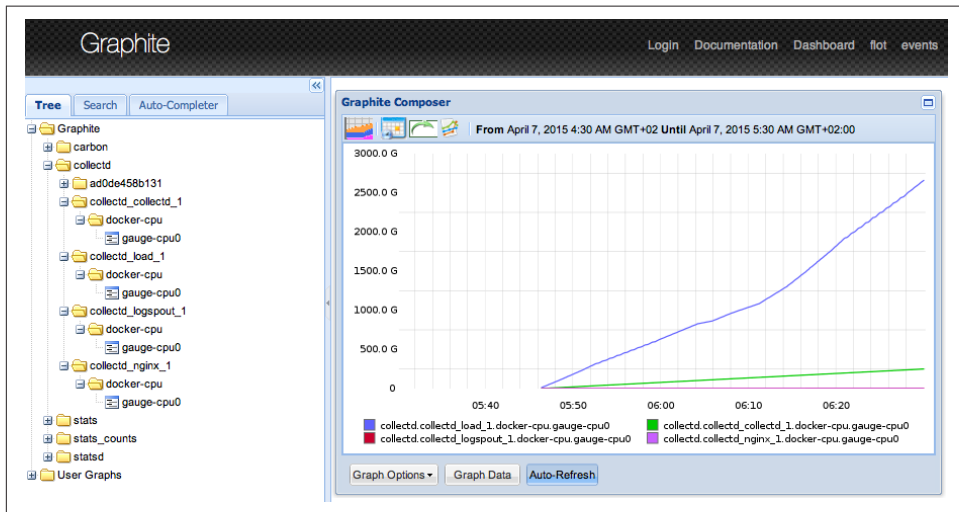 Graphite
Login Documentation Dashboard flot events
Tree Search Auto-Completer
Graphite
carbon
collectd
ad0de458b131
collectd_collectd_1
docker-cpu
gauge-cpu0
collectd_load_1
docker-cpu
gauge-cpu0
collectd_logspout_1
docker-cpu
gauge-cpu0
collectd_nginx_1
docker-cpu
gauge-cpu0
stats
stats_counts
statsd
User Graphs
Graphite Composer
From April 7, 2015 4:30 AM GMT+02 Until April 7, 2015 5:30 AM GMT+02:00
3000.0 G
2500.0 G
2000.0 G
1500.0 G
1000.0 G
500.0 G
0
05:40 05:50 06:00 06:10 06:20
collectd.collectd_load_1.docker-cpu.gauge-cpu0 collectd.collectd_collectd_1.docker-cpu.gauge-cpu0
collectd.collectd_logspout_1.docker-cpu.gauge-cpu0 collectd.collectd_nginx_1.docker-cpu.gauge-cpu0
Graph Options Graph Data Auto-Refresh